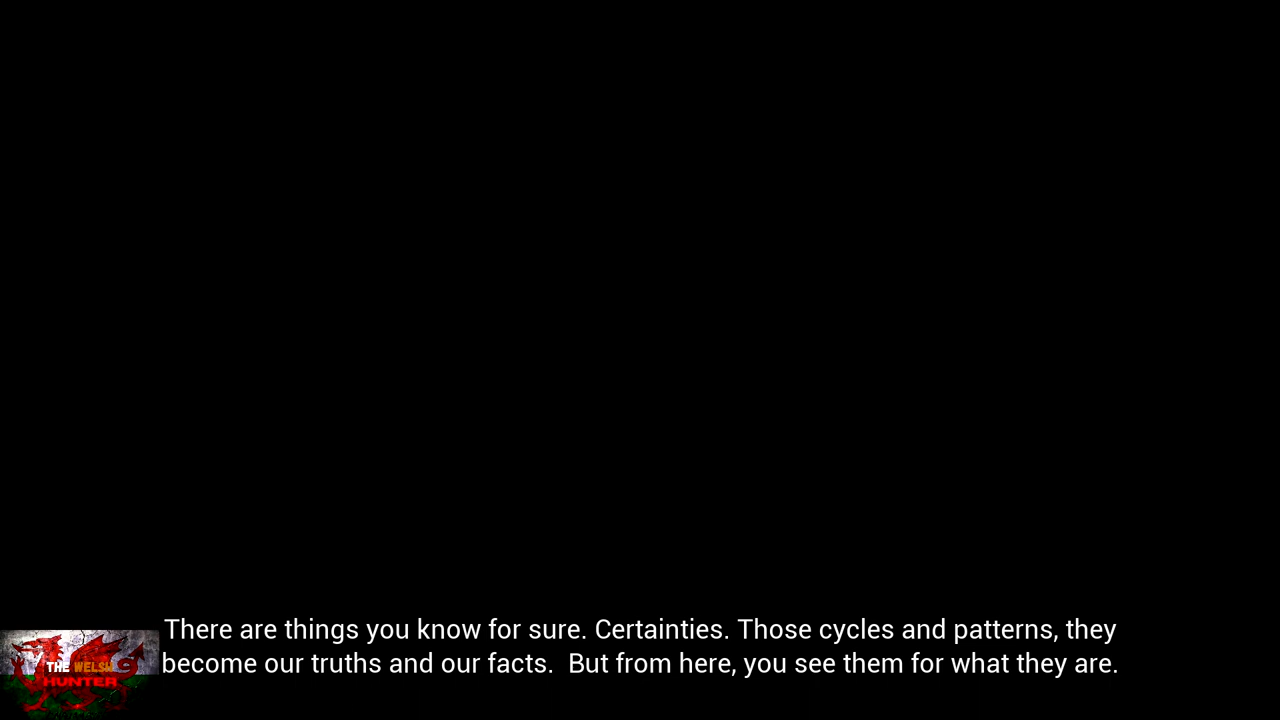 There are things you know for sure. Certainties. Those cycles and patterns, they
become our truths and our facts.  But from here, you see them for what they are.
THE WELSH
HUNTER